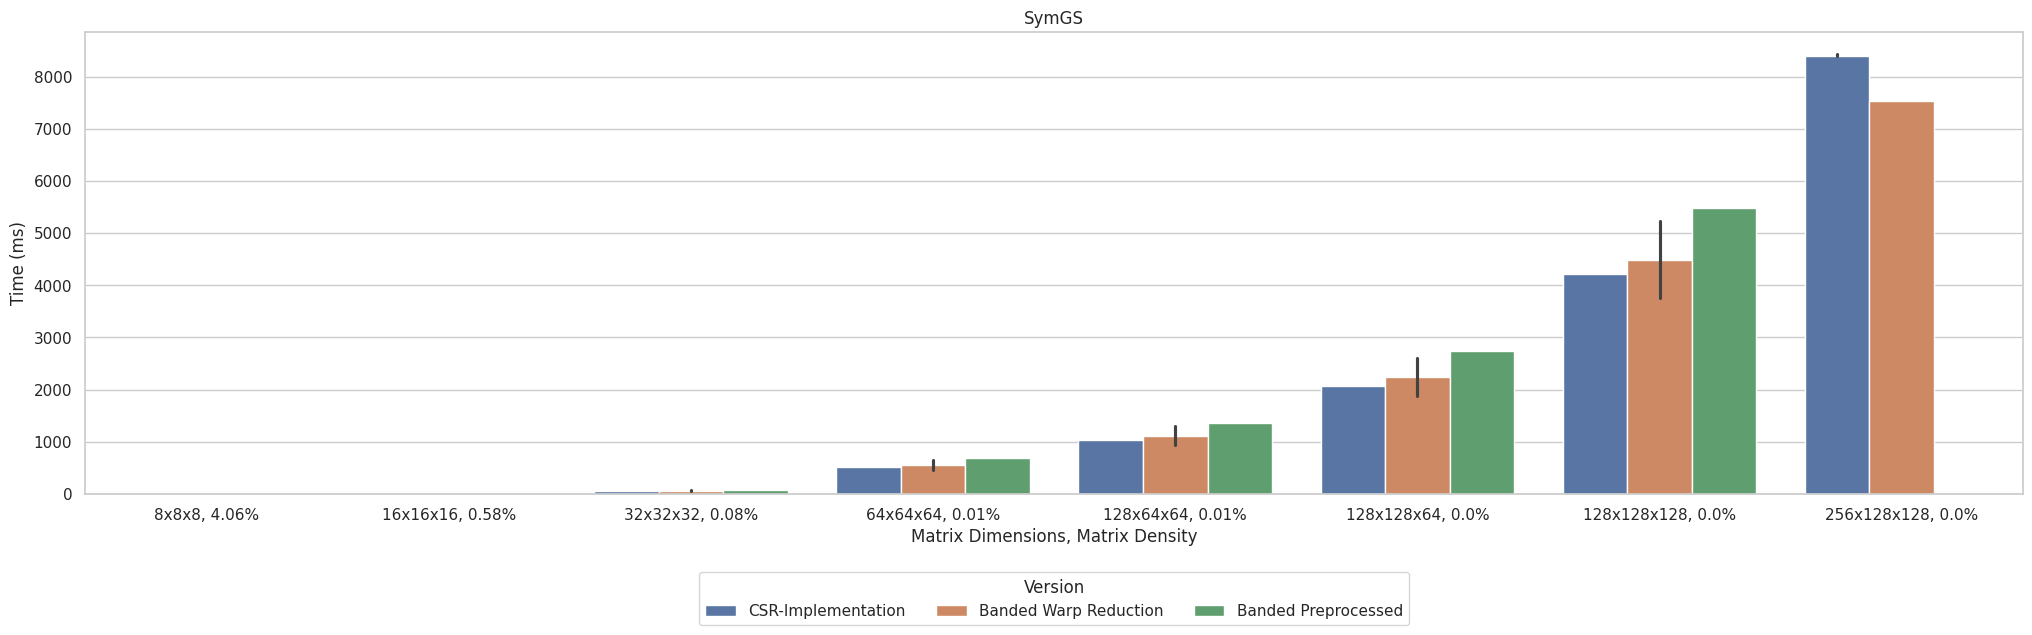 SymGS
Time (ms)
8000
7000
6000
5000
4000
3000
2000
1000
0
8x8x8, 4.06%
16x16x16, 0.58%
32x32x32, 0.08%
64x64x64, 0.01%
128x64x64, 0.01%
128x128x64, 0.0%
128x128x128, 0.0%
256x128x128, 0.0%
Matrix Dimensions, Matrix Density
Version
CSR-Implementation
Banded Warp Reduction
Banded Preprocessed